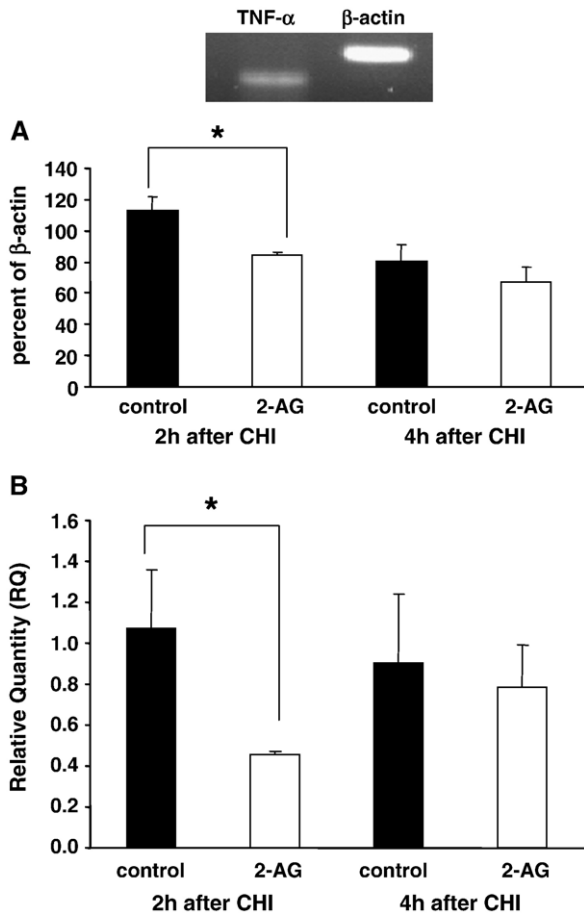 TNF-α β-actin
A
*
140
120
100
80
60
40
20
0
percent of β-actin
control 2-AG control 2-AG
2h after CHI 4h after CHI
B
*
1.6
1.4
1.2
1.0
0.8
0.6
0.4
0.2
0.0
Relative Quantity (RQ)
control 2-AG control 2-AG
2h after CHI 4h after CHI